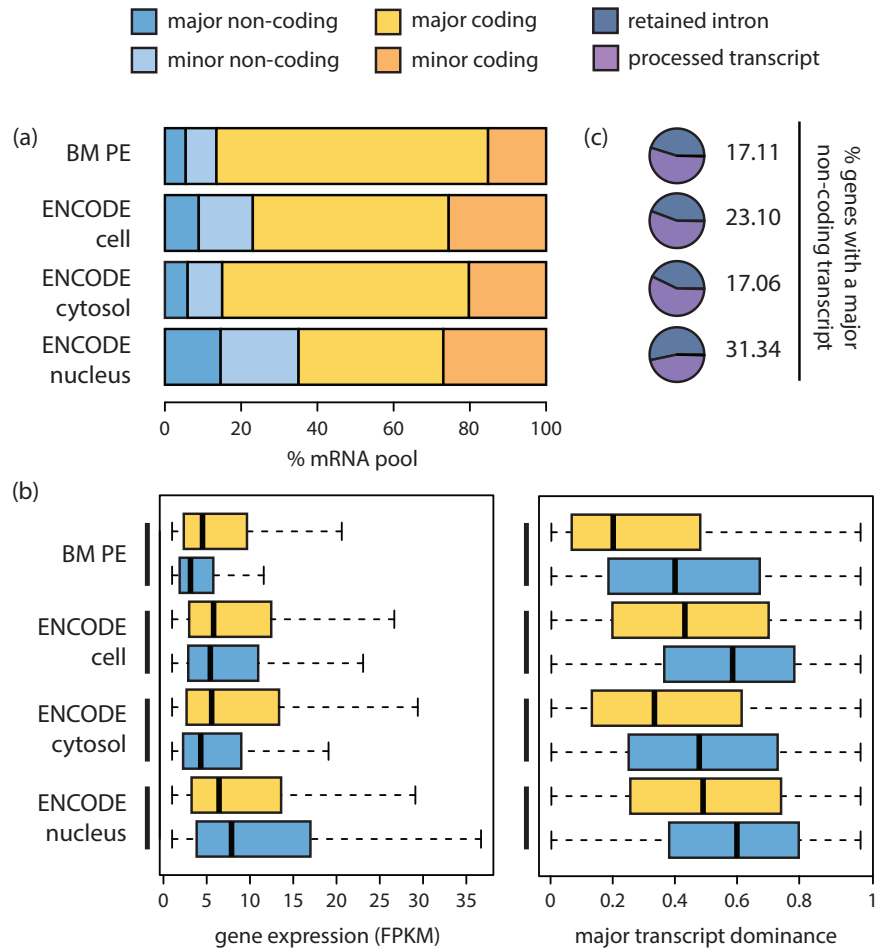 major non-coding
major coding
retained intron
minor non-coding
minor coding
processed transcript
(a)
BM PE
ENCODE
cell
ENCODE
cytosol
ENCODE
nucleus
0 20 40 60 80 100
% mRNA pool
(c)
17.11
23.10
17.06
31.34
% genes with a major
non-coding transcript
(b)
BM PE
ENCODE
cell
ENCODE
cytosol
ENCODE
nucleus
0 5 10 15 20 25 30 35
gene expression (FPKM)
0 0.2 0.4 0.6 0.8 1
major transcript dominance